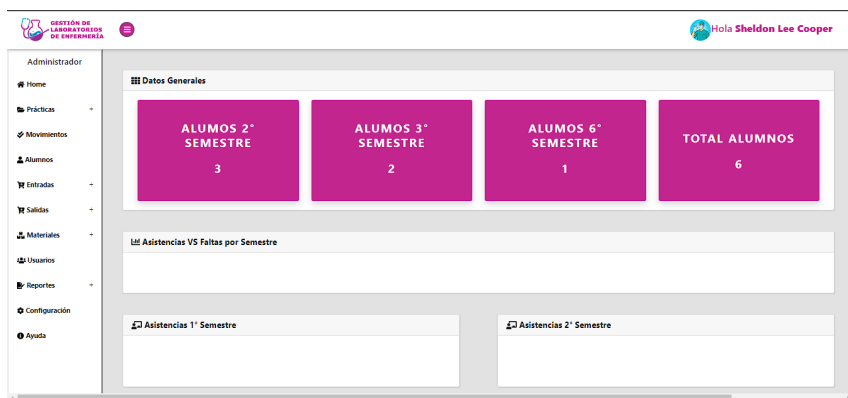 GESTIÓN DE
LABORATORIOS
DE ENFERMERÍA
Hola Sheldon Lee Cooper
Administrador
Home
Prácticas +
Movimientos
Alumnos
Entradas +
Salidas +
Materiales +
Usuarios
Reportes +
Configuración
Ayuda
Datos Generales
ALUMOS 2°
SEMESTRE
3
ALUMOS 3°
SEMESTRE
2
ALUMOS 6°
SEMESTRE
1
TOTAL ALUMNOS
6
Asistencias VS Faltas por Semestre
Asistencias 1° Semestre
Asistencias 2° Semestre